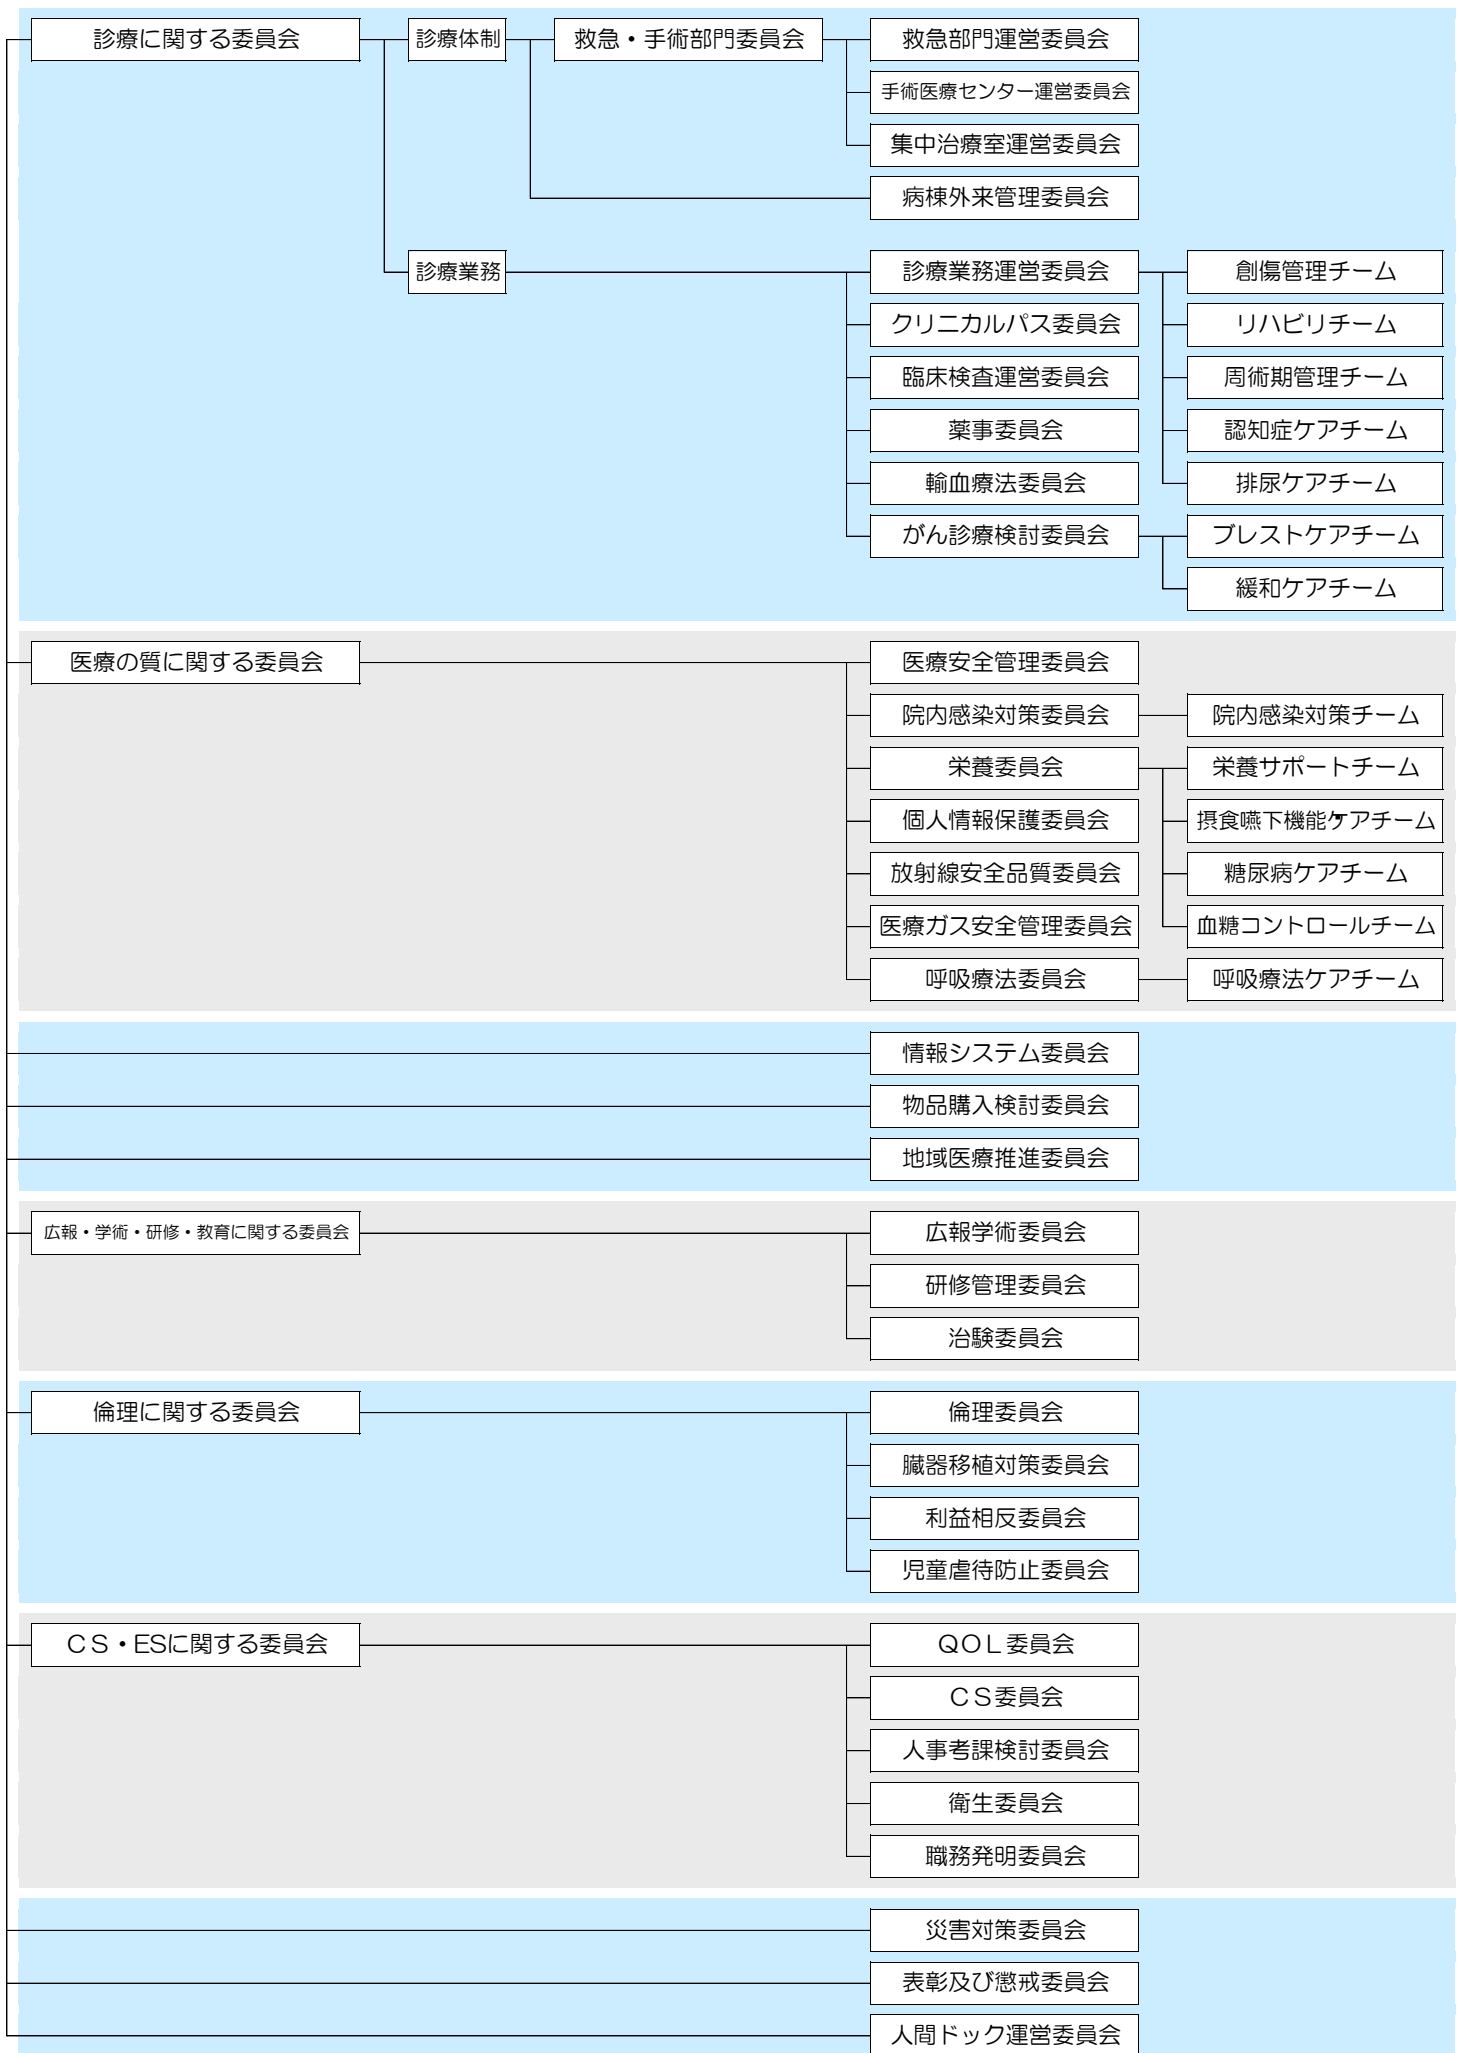 診療に関する委員会
診療体制
救急・手術部門委員会
救急部門運営委員会
手術医療センター運営委員会
集中治療室運営委員会
病棟外来管理委員会
診療業務
診療業務運営委員会
創傷管理チーム
クリニカルパス委員会
リハビリチーム
臨床検査運営委員会
周術期管理チーム
薬事委員会
認知症ケアチーム
輸血療法委員会
排尿ケアチーム
がん診療検討委員会
ブレストケアチーム
緩和ケアチーム
医療の質に関する委員会
医療安全管理委員会
院内感染対策委員会
院内感染対策チーム
栄養委員会
栄養サポートチーム
個人情報保護委員会
摂食嚥下機能ケアチーム
放射線安全品質委員会
糖尿病ケアチーム
医療ガス安全管理委員会
血糖コントロールチーム
呼吸療法委員会
呼吸療法ケアチーム
情報システム委員会
物品購入検討委員会
地域医療推進委員会
広報・学術・研修・教育に関する委員会
広報学術委員会
研修管理委員会
治験委員会
倫理に関する委員会
倫理委員会
臓器移植対策委員会
利益相反委員会
児童虐待防止委員会
ＣＳ・ESに関する委員会
ＱＯＬ委員会
ＣＳ委員会
人事考課検討委員会
衛生委員会
職務発明委員会
災害対策委員会
表彰及び懲戒委員会
人間ドック運営委員会